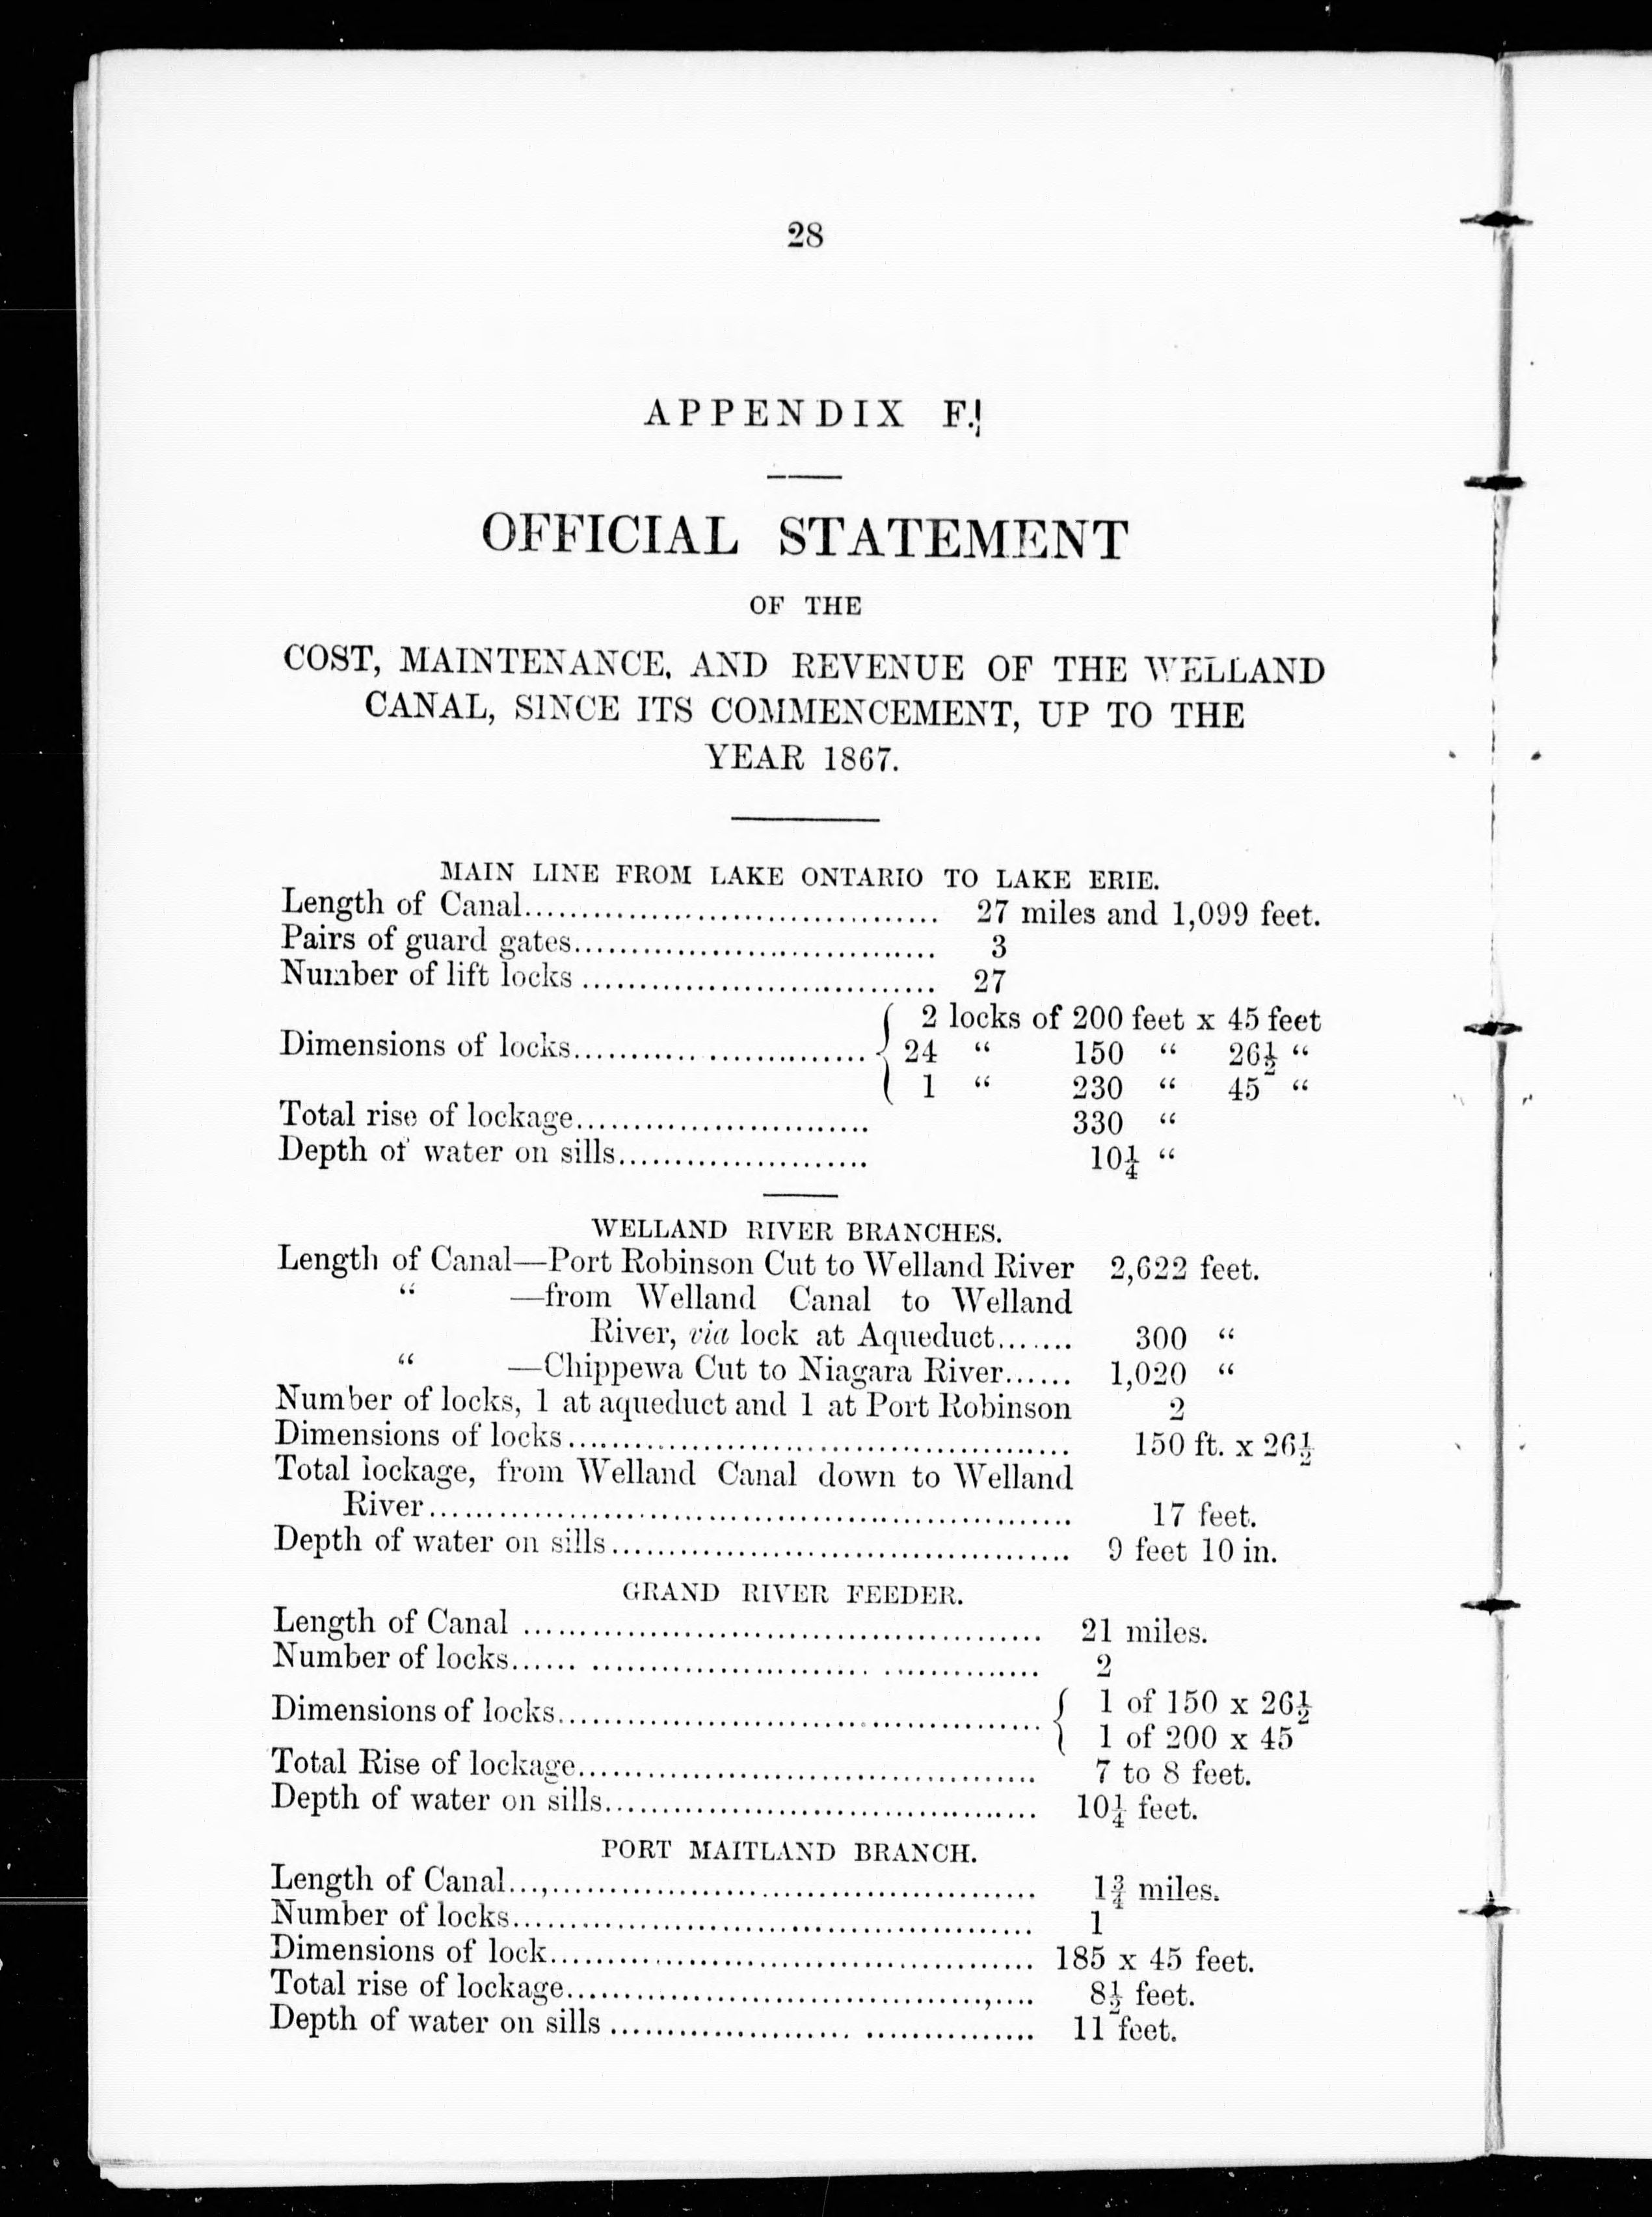 28
APPENDIX F.
OFFICIAL STATEMENT
OF THE
COST, MAINTENANCE, AND REVENUE OF THE WELLAND
CANAL, SINCE ITS COMMENCEMENT, UP TO THE
YEAR 1867.
MAIN LINE FROM LAKE ONTARIO TO LAKE ERIE.
Length of Canal.................................... 27 miles and 1,099 feet.
Pairs of guard gates................................ 3
Number of lift locks ............................... 27
2 locks of 200 feet x 45 feet
Dimensions of locks.......................... { 24 “ 150 “ 26½ “
1 “ 230 “ 45 “
Total rise of lockage.......................... 330 “
Depth of water on sills...................... 10¼ “
WELLAND RIVER BRANCHES.
Length of Canal—Port Robinson Cut to Welland River 2,622 feet.
“ —from Welland Canal to Welland
River, via lock at Aqueduct....... 300 “
“ —Chippewa Cut to Niagara River...... 1,020 “
Number of locks, 1 at aqueduct and 1 at Port Robinson 2
Dimensions of locks............................................ 150 ft. x 26½
Total lockage, from Welland Canal down to Welland
River......................................................... 17 feet.
Depth of water on sills......................................... 9 feet 10 in.
GRAND RIVER FEEDER.
Length of Canal .............................................. 21 miles.
Number of locks...... ......................... .............. 2
Dimensions of locks........................................... { 1 of 150 x 26½
1 of 200 x 45
Total Rise of lockage......................................... 7 to 8 feet.
Depth of water on sills....................................... 10¼ feet.
PORT MAITLAND BRANCH.
Length of Canal...,........................................... 1¾ miles.
Number of locks.............................................. 1
Dimensions of lock........................................... 185 x 45 feet.
Total rise of lockage.....................................,.... 8½ feet.
Depth of water on sills ..................... ............... 11 feet.